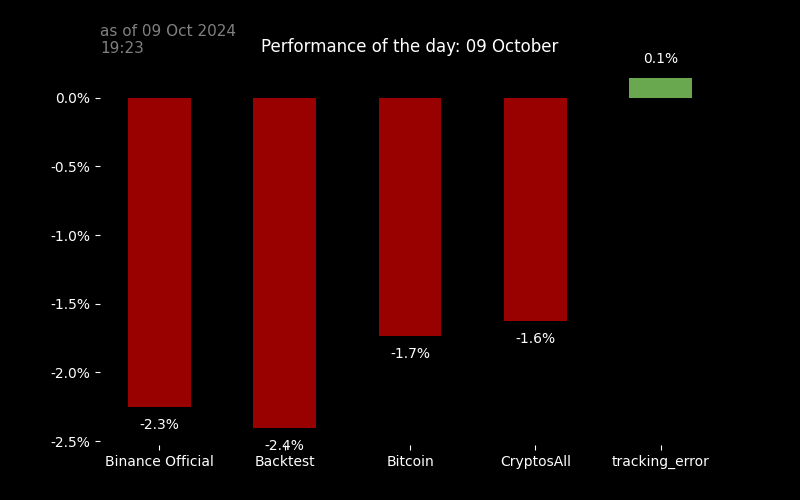 as of 09 Oct 2024
19:23
Performance of the day: 09 October
0.1%
0.0%
-0.5%
-1.0%
-1.5%
-2.0%
-2.5%
-2.3%
-2.4%
-1.7%
-1.6%
Binance Official
Backtest
Bitcoin
CryptosAll
tracking_error